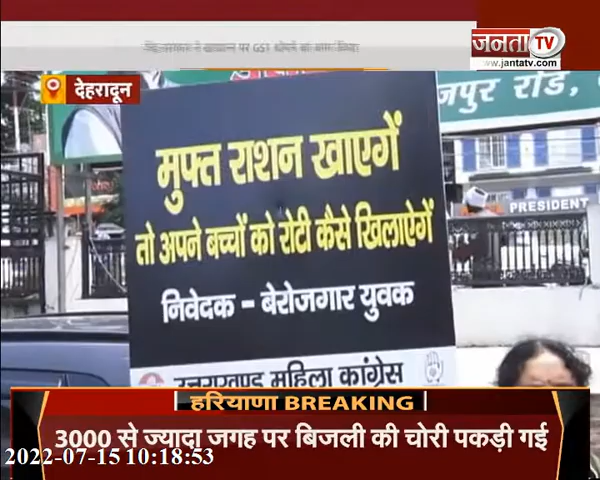 जनता TV
www.jantatv.com
देहरादून
जपुर रोड,
मुफ्त राशन खाएगें
तो अपने बच्चों को रोटी कैसे खिलाऐगें
PRESIDENT
निवेदक - बेरोजगार युवक
उत्तराखण्ड महिला कांग्रेस
हरियाणा BREAKING
3000 से ज्यादा जगह पर बिजली की चोरी पकड़ी गई
2022-07-15 10:18:53